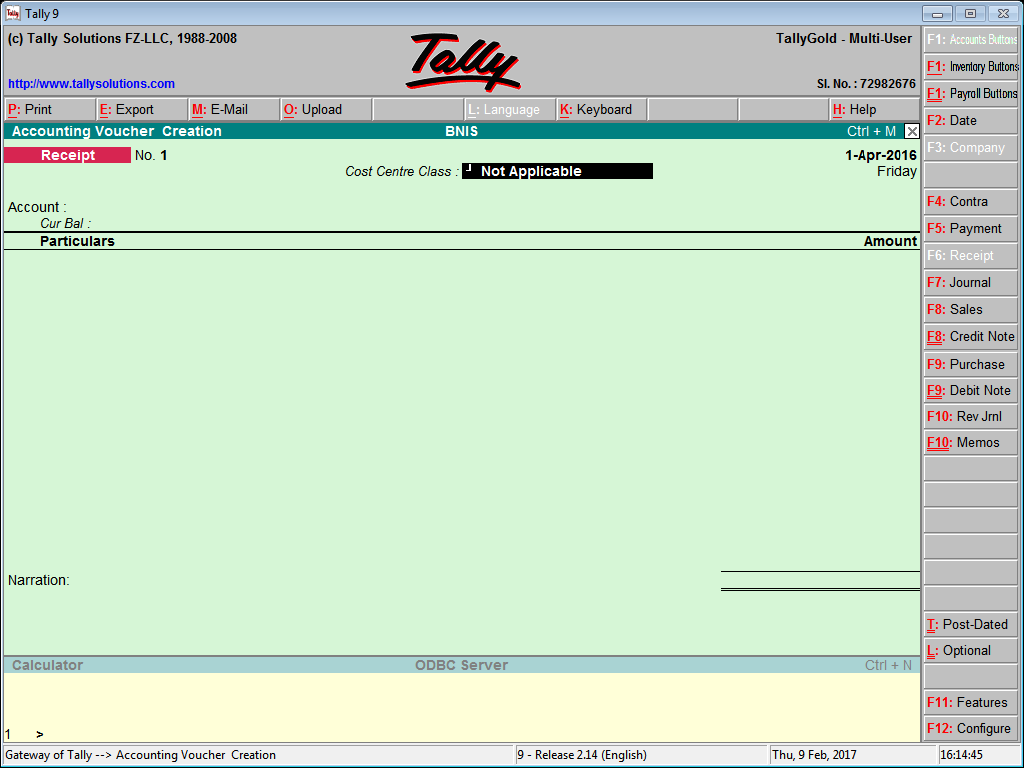 Tally 9
(c) Tally Solutions FZ-LLC, 1988-2008
Tally
TallyGold - Multi-User
http://www.tallysolutions.com
Sl. No. : 72982676
P: Print
E: Export
M: E-Mail
O: Upload
L: Language
K: Keyboard
H: Help
Accounting Voucher Creation
BNIS
Ctrl + M
Receipt
No. 1
1-Apr-2016
Cost Centre Class : Not Applicable
Friday
Account :
Cur Bal :
Particulars
Amount
Narration:
Calculator
ODBC Server
Ctrl + N
1 >
F1: Accounts Buttons
F1: Inventory Buttons
F1: Payroll Buttons
F2: Date
F3: Company
F4: Contra
F5: Payment
F6: Receipt
F7: Journal
F8: Sales
F8: Credit Note
F9: Purchase
F9: Debit Note
F10: Rev Jrnl
F10: Memos
T: Post-Dated
L: Optional
F11: Features
F12: Configure
Gateway of Tally --> Accounting Voucher Creation
9 - Release 2.14 (English)
Thu, 9 Feb, 2017
16:14:45